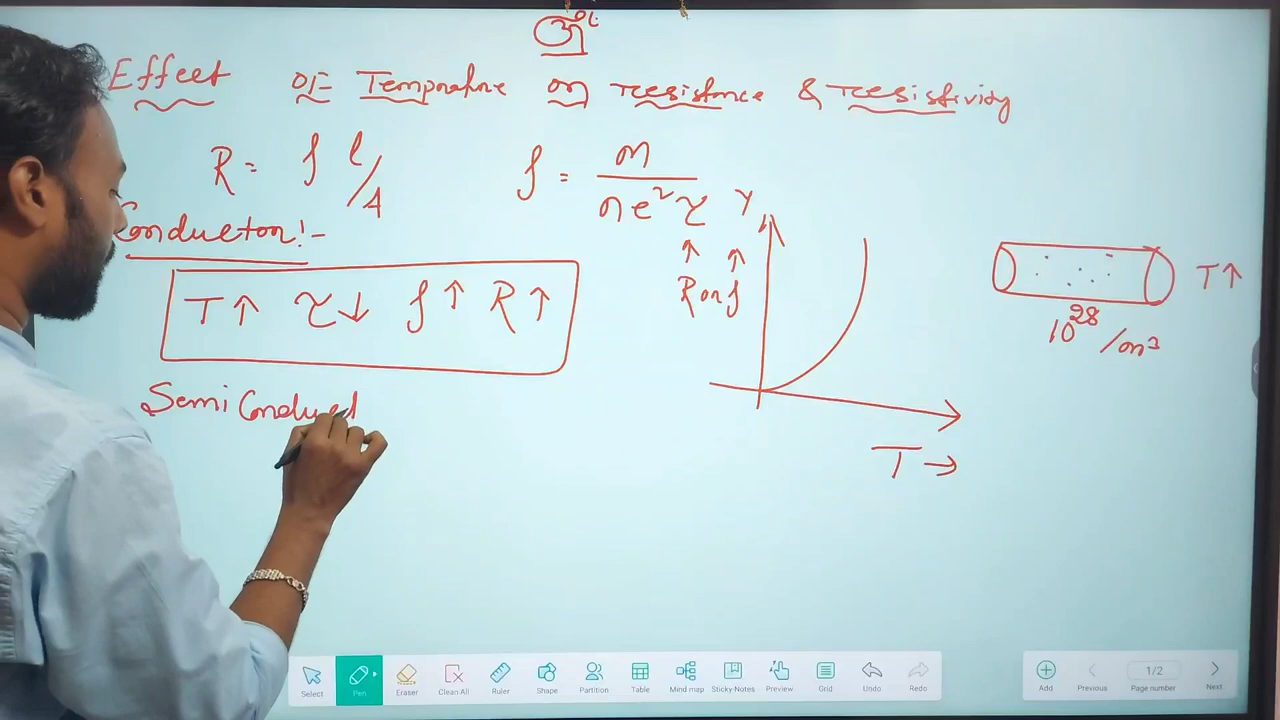 ૐ
Effect OF Temprature on resistance & resistivity
R = ρ l/A
ρ = m / ne²τ
Conductor:-
T↑ τ↓ ρ↑ R↑
Y
↑ ↑
R or ρ
T→
T↑
10²⁸/m³
Semi Conduct
Select
Pen
Eraser
Clean All
Ruler
Shape
Partition
Table
Mind map
Sticky Notes
Preview
Grid
Undo
Redo
Add
Previous
1/2
Page number
Next